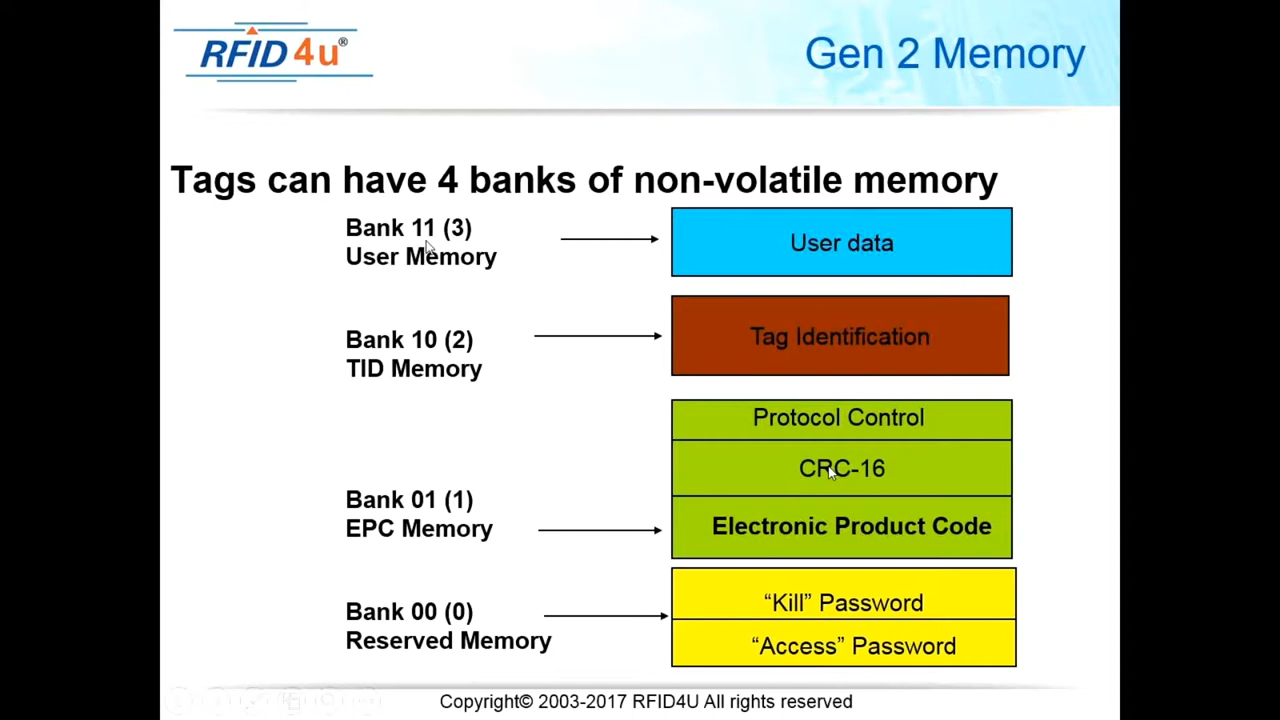 RFID4u®
Gen 2 Memory
Tags can have 4 banks of non-volatile memory
Bank 11 (3)
User Memory
User data
Bank 10 (2)
TID Memory
Tag Identification
Protocol Control
CRC-16
Bank 01 (1)
EPC Memory
Electronic Product Code
Bank 00 (0)
Reserved Memory
“Kill” Password
“Access” Password
Copyright© 2003-2017 RFID4U All rights reserved